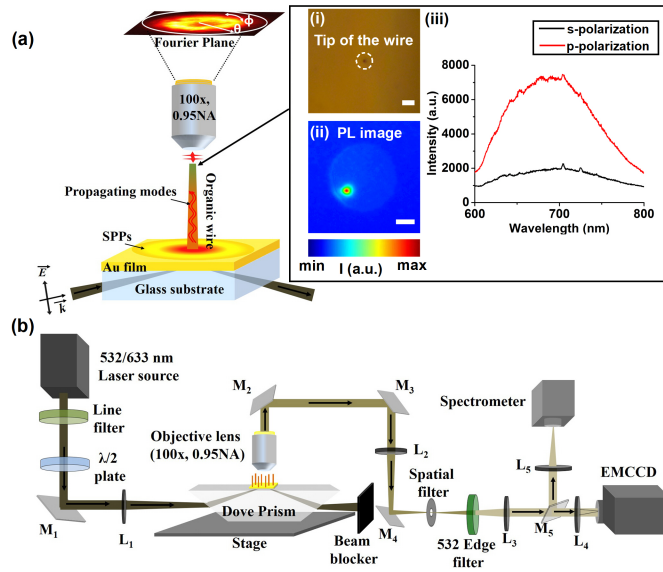 (a)
Fourier Plane
ϕ
θ
100x,
0.95NA
Propagating modes
Organic wire
SPPs
Au film
Glass substrate
E
k
(i)
Tip of the wire
(ii) PL image
min I (a.u.) max
(iii)
s-polarization
p-polarization
Intensity (a.u.)
8000
6000
4000
2000
0
600 700 800
Wavelength (nm)
(b)
532/633 nm
Laser source
Line
filter
λ/2
plate
M1
L1
Objective lens
(100x, 0.95NA)
Dove Prism
Stage
Beam
blocker
M2
M3
L2
M4
Spatial
filter
532 Edge
filter
L3
M5
L4
L5
Spectrometer
EMCCD